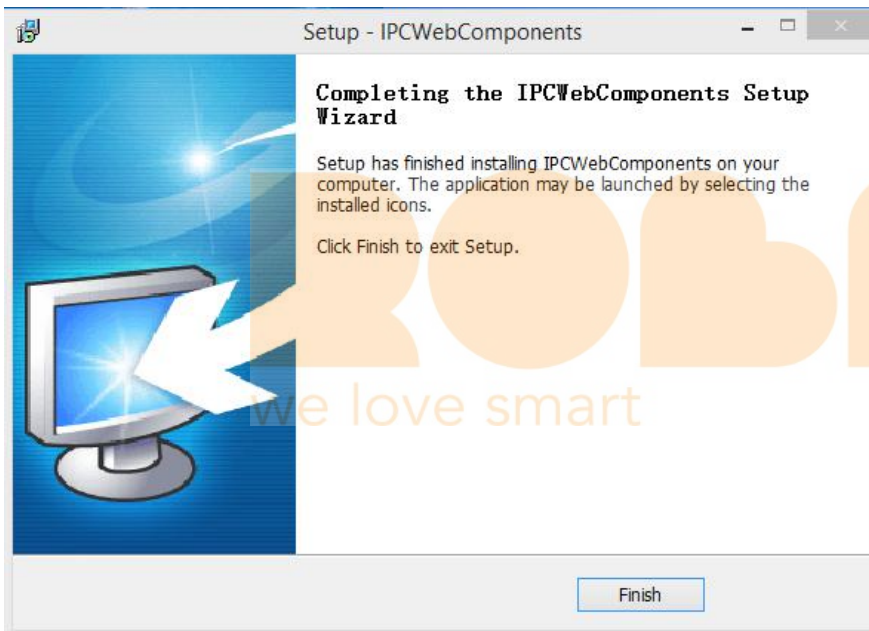 Setup - IPCWebComponents
Completing the IPCWebComponents Setup
Wizard
Setup has finished installing IPCWebComponents on your
computer. The application may be launched by selecting the
installed icons.
Click Finish to exit Setup.
we love smart
Finish